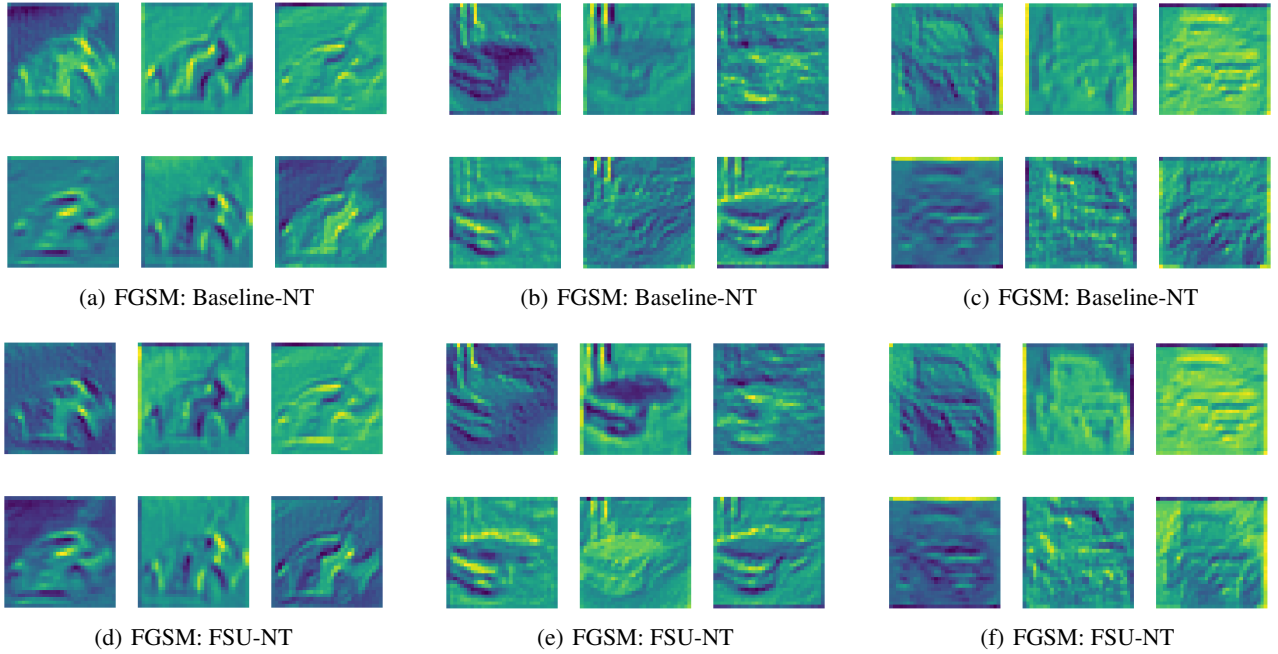 (a) FGSM: Baseline-NT
(b) FGSM: Baseline-NT
(c) FGSM: Baseline-NT
(d) FGSM: FSU-NT
(e) FGSM: FSU-NT
(f) FGSM: FSU-NT